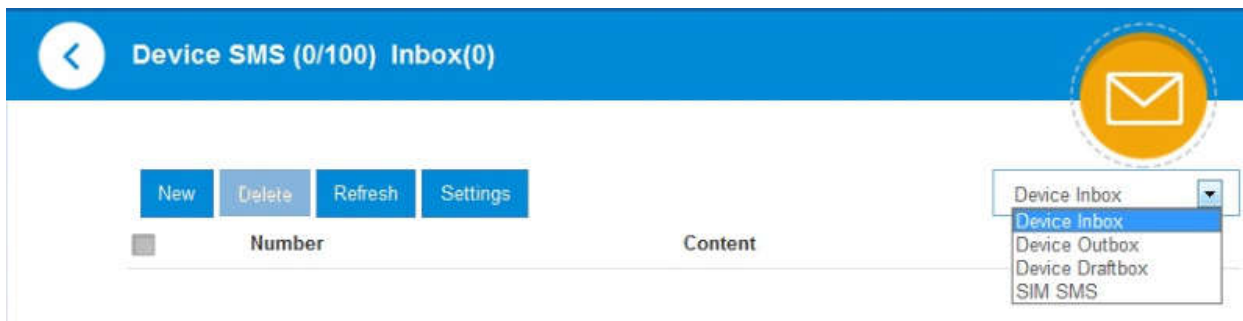 Device SMS (0/100) Inbox(0)
New Delete Refresh Settings
Device Inbox
Device Inbox
Device Outbox
Device Draftbox
SIM SMS
Number Content